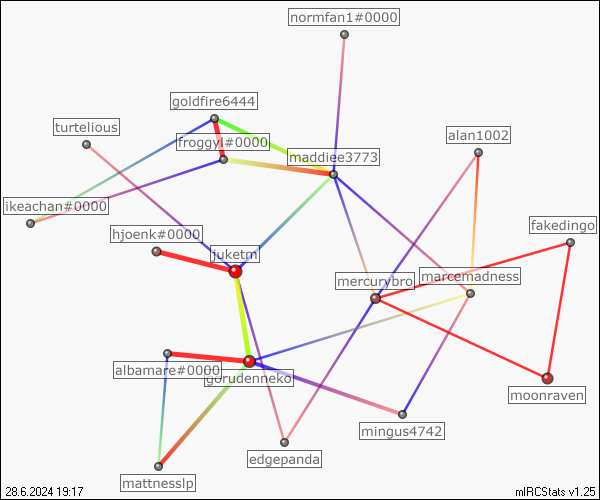 normfan1#0000
goldfire6444
turtelious
froggyl#0000
alan1002
maddiee3773
ikeachan#0000
fakedingo
hjoenk#0000
juketm
mercurybro
marcemadness
albamare#0000
gorudenneko
moonraven
mingus4742
edgepanda
mattnesslp
28.6.2024 19:17
mIRCStats v1.25